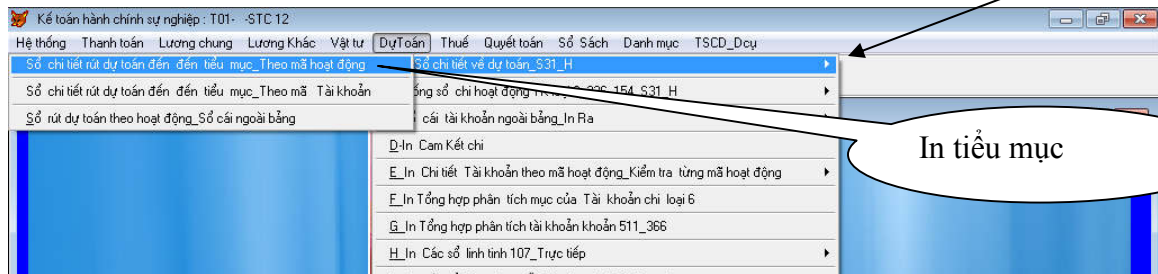 Kế toán hành chính sự nghiệp : T01- -STC 12
Hệ thống Thanh toán Lương chung Lương Khác Vật tư DựToán Thuế Quyết toán Sổ Sách Danh mục TSCD_Dcụ
Sổ chi tiết rút dự toán đến đến tiểu mục_Theo mã hoạt động
Sổ chi tiết rút dự toán đến đến tiểu mục_Theo mã Tài khoản
Sổ rút dự toán theo hoạt động_Sổ cái ngoài bảng
Sổ chi tiết về dự toán_S31_H
sổ chi hoạt động 154_S31_H
cái tài khoản ngoài bảng_In Ra
D-In Cam Kết chi
E_In Chi tiết Tài khoản theo mã hoạt động_Kiểm tra từng mã hoạt động
F_In Tổng hợp phân tích mục của Tài khoản chi loại 6
G_In Tổng hợp phân tích tài khoản khoản 511_366
H_In Các sổ linh tinh 107_Trực tiếp
In tiểu mục